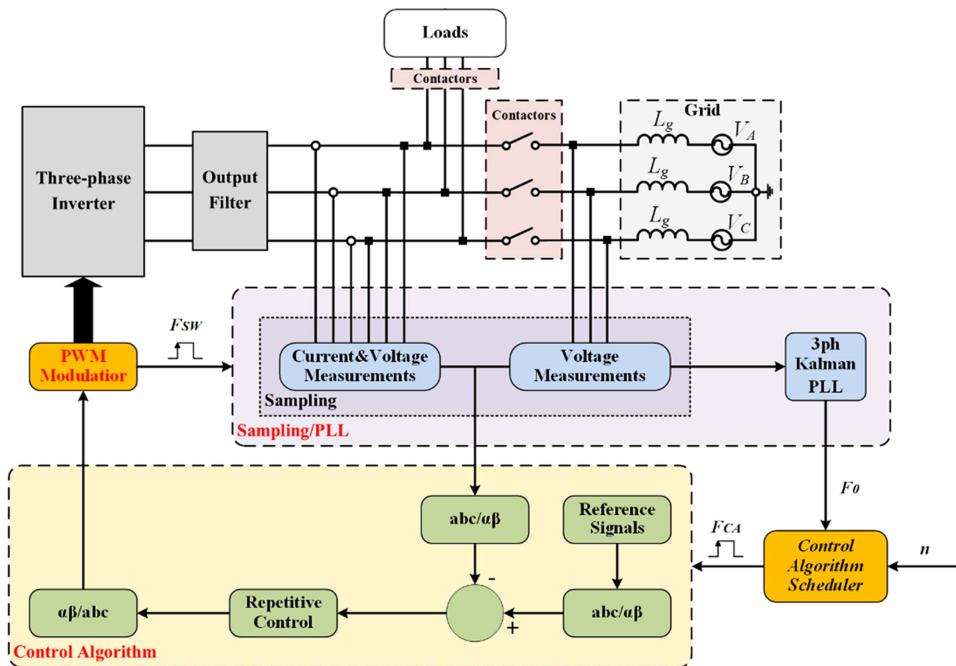 Loads
Contactors
Contactors
Grid
Three-phase
Inverter
Output
Filter
Lg
VA
Lg
VB
Lg
VC
FSW
PWM
Modulatior
Current&Voltage
Measurements
Voltage
Measurements
3ph
Kalman
PLL
Sampling
Sampling/PLL
F0
abc/αβ
Reference
Signals
FCA
Control
Algorithm
Scheduler
n
-
+
αβ/abc
Repetitive
Control
abc/αβ
Control Algorithm